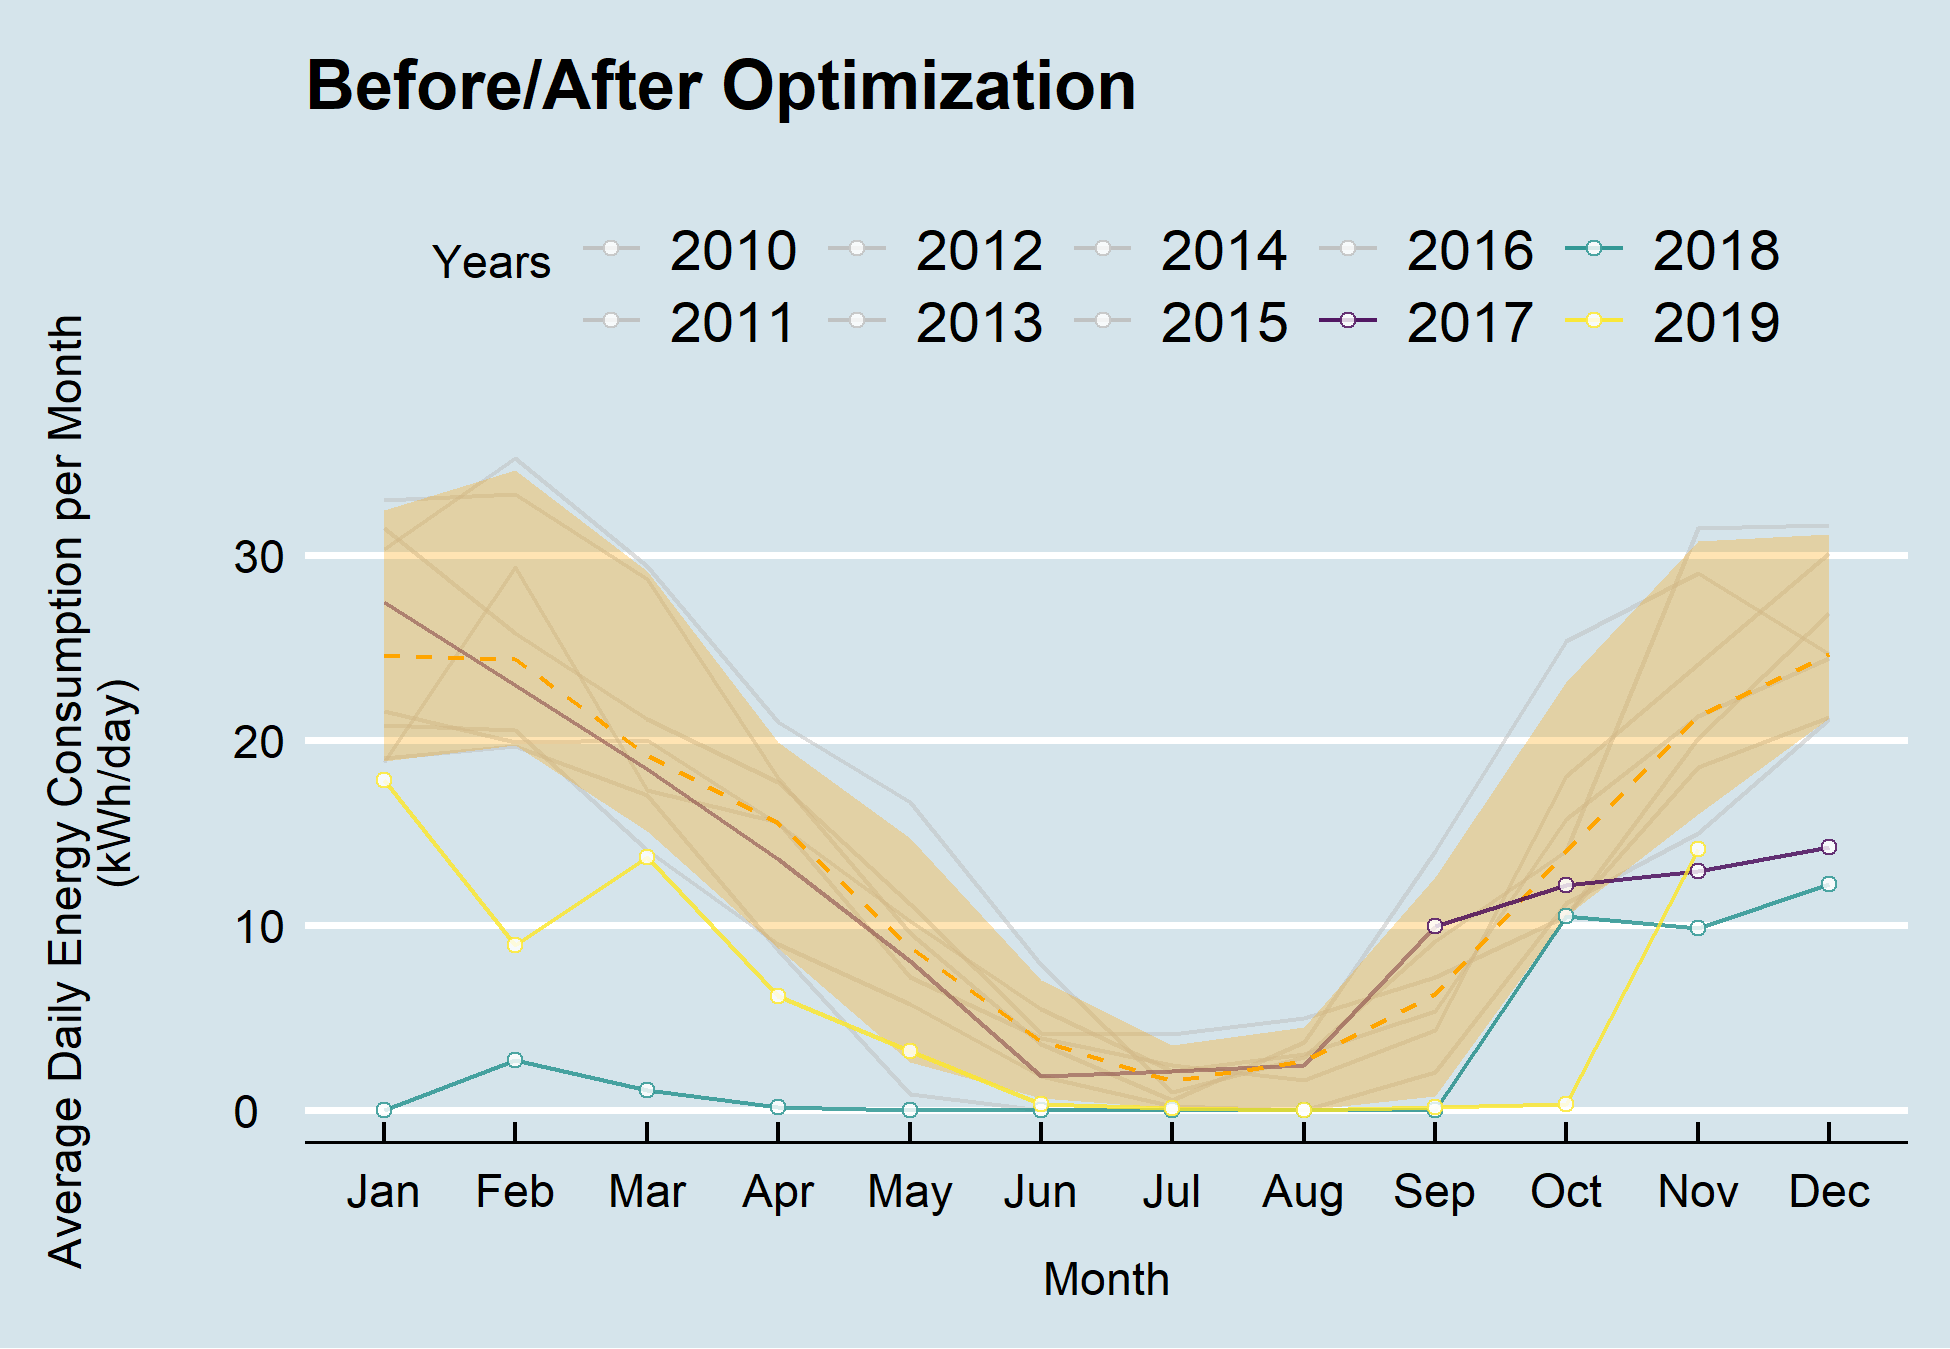 Before/After Optimization
Years
2010 2012 2014 2016 2018
2011 2013 2015 2017 2019
Average Daily Energy Consumption per Month
(kWh/day)
30
20
10
0
Jan Feb Mar Apr May Jun Jul Aug Sep Oct Nov Dec
Month